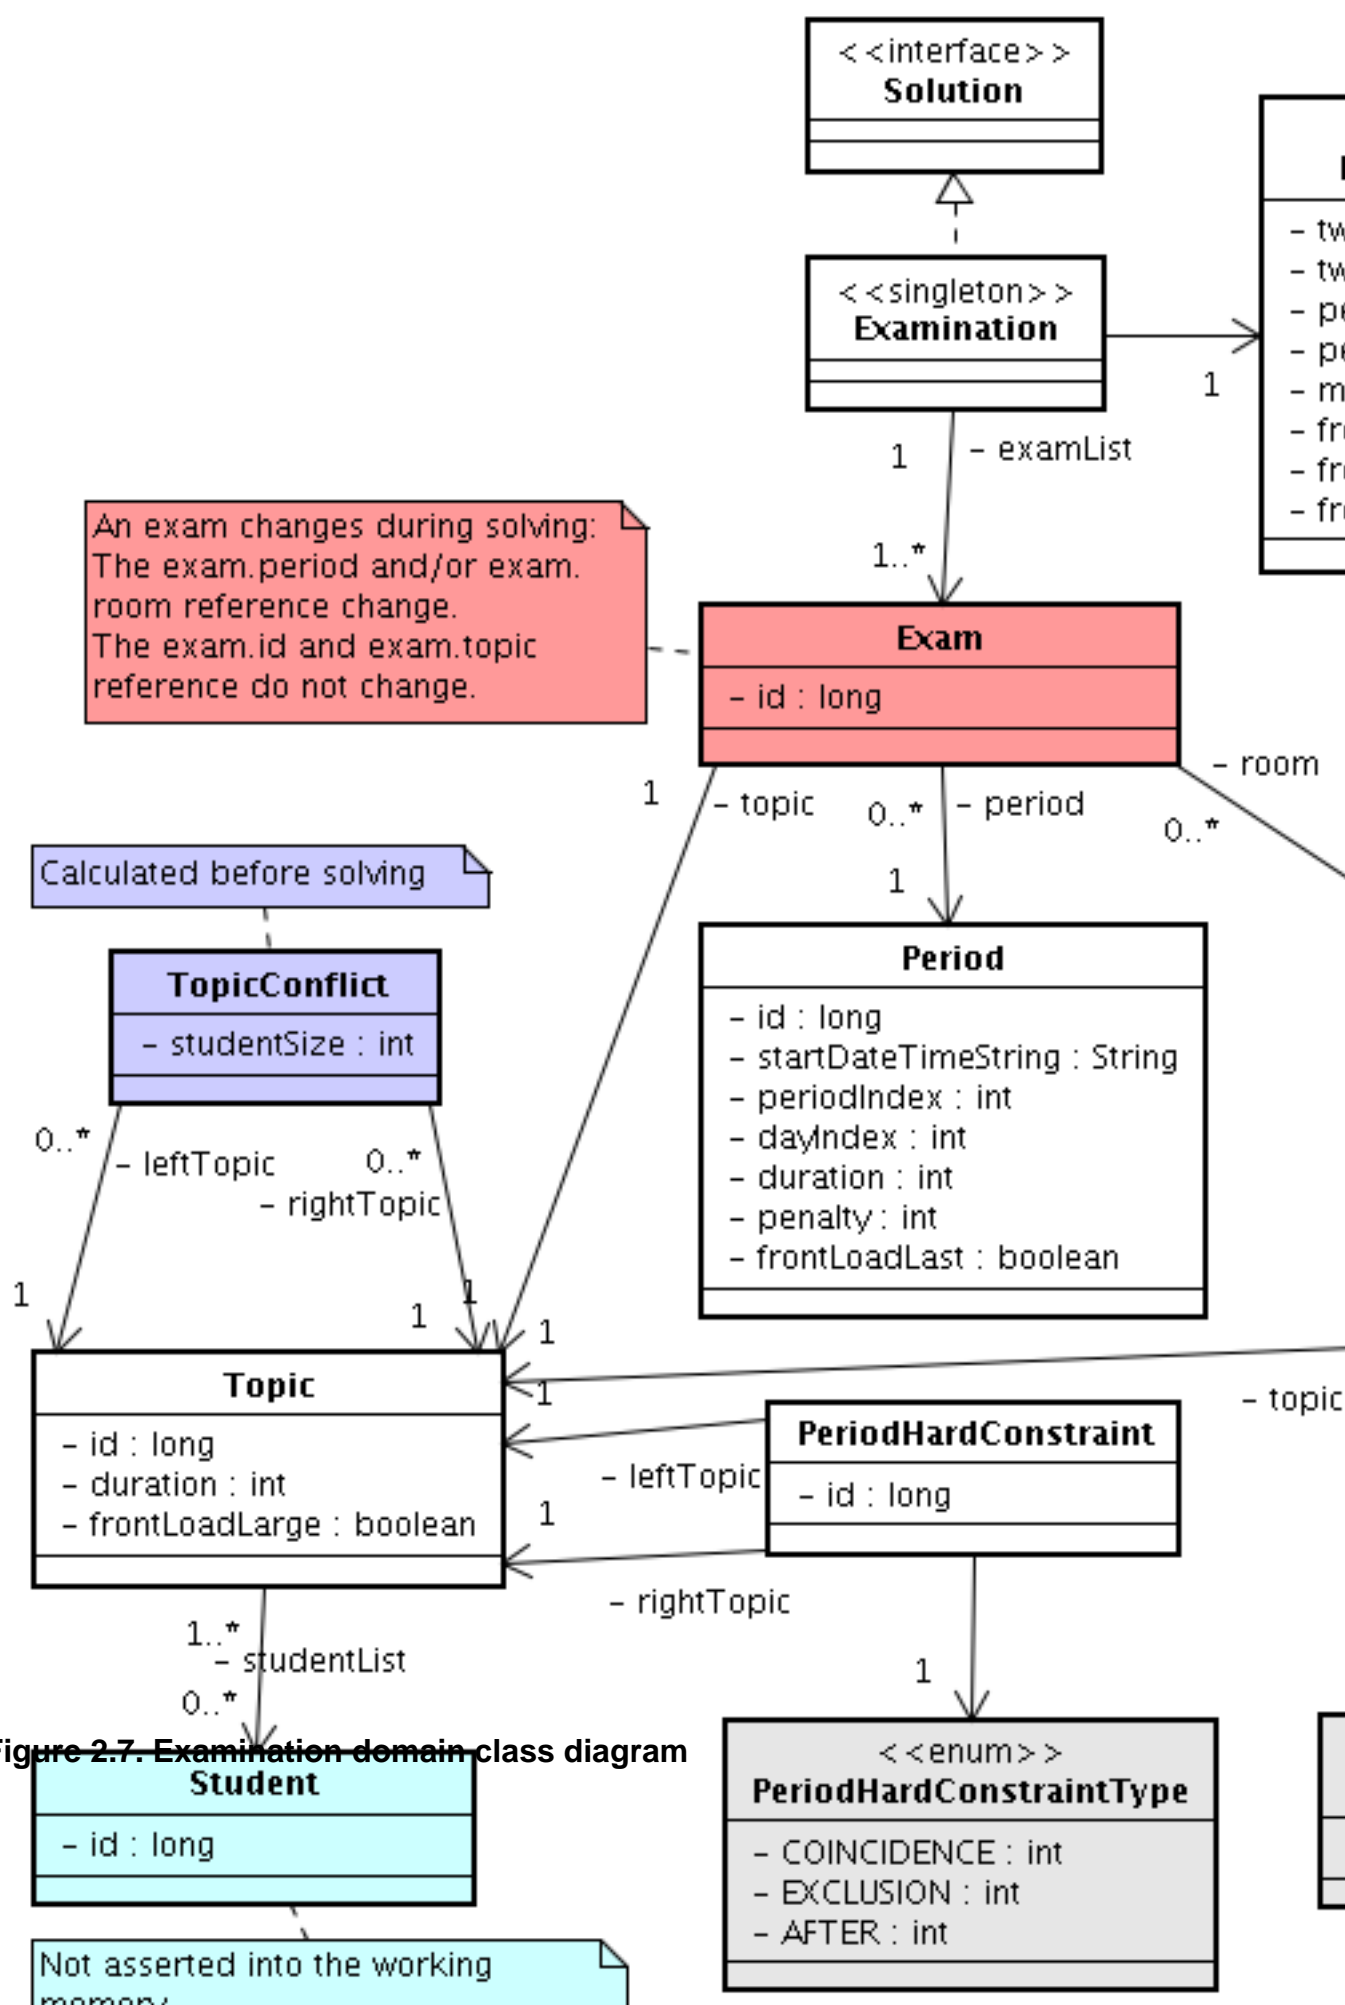 <<interface>>
Solution
<<singleton>>
Examination
1
1
- examList
1..*
An exam changes during solving:
The exam.period and/or exam.
room reference change.
The exam.id and exam.topic
reference do not change.
Exam
- id : long
1
- topic
0..*
- period
- room
0..*
1
Calculated before solving
TopicConflict
- studentSize : int
Period
- id : long
- startDateTimeString : String
- periodIndex : int
- dayIndex : int
- duration : int
- penalty : int
- frontLoadLast : boolean
0..*
- leftTopic
0..*
- rightTopic
1
1
1
1
Topic
- id : long
- duration : int
- frontLoadLarge : boolean
1
- topic
PeriodHardConstraint
- id : long
- leftTopic
1
- rightTopic
1..*
- studentList
0..*
1
Figure 2.7. Examination domain class diagram
Student
- id : long
<<enum>>
PeriodHardConstraintType
- COINCIDENCE : int
- EXCLUSION : int
- AFTER : int
Not asserted into the working
memory